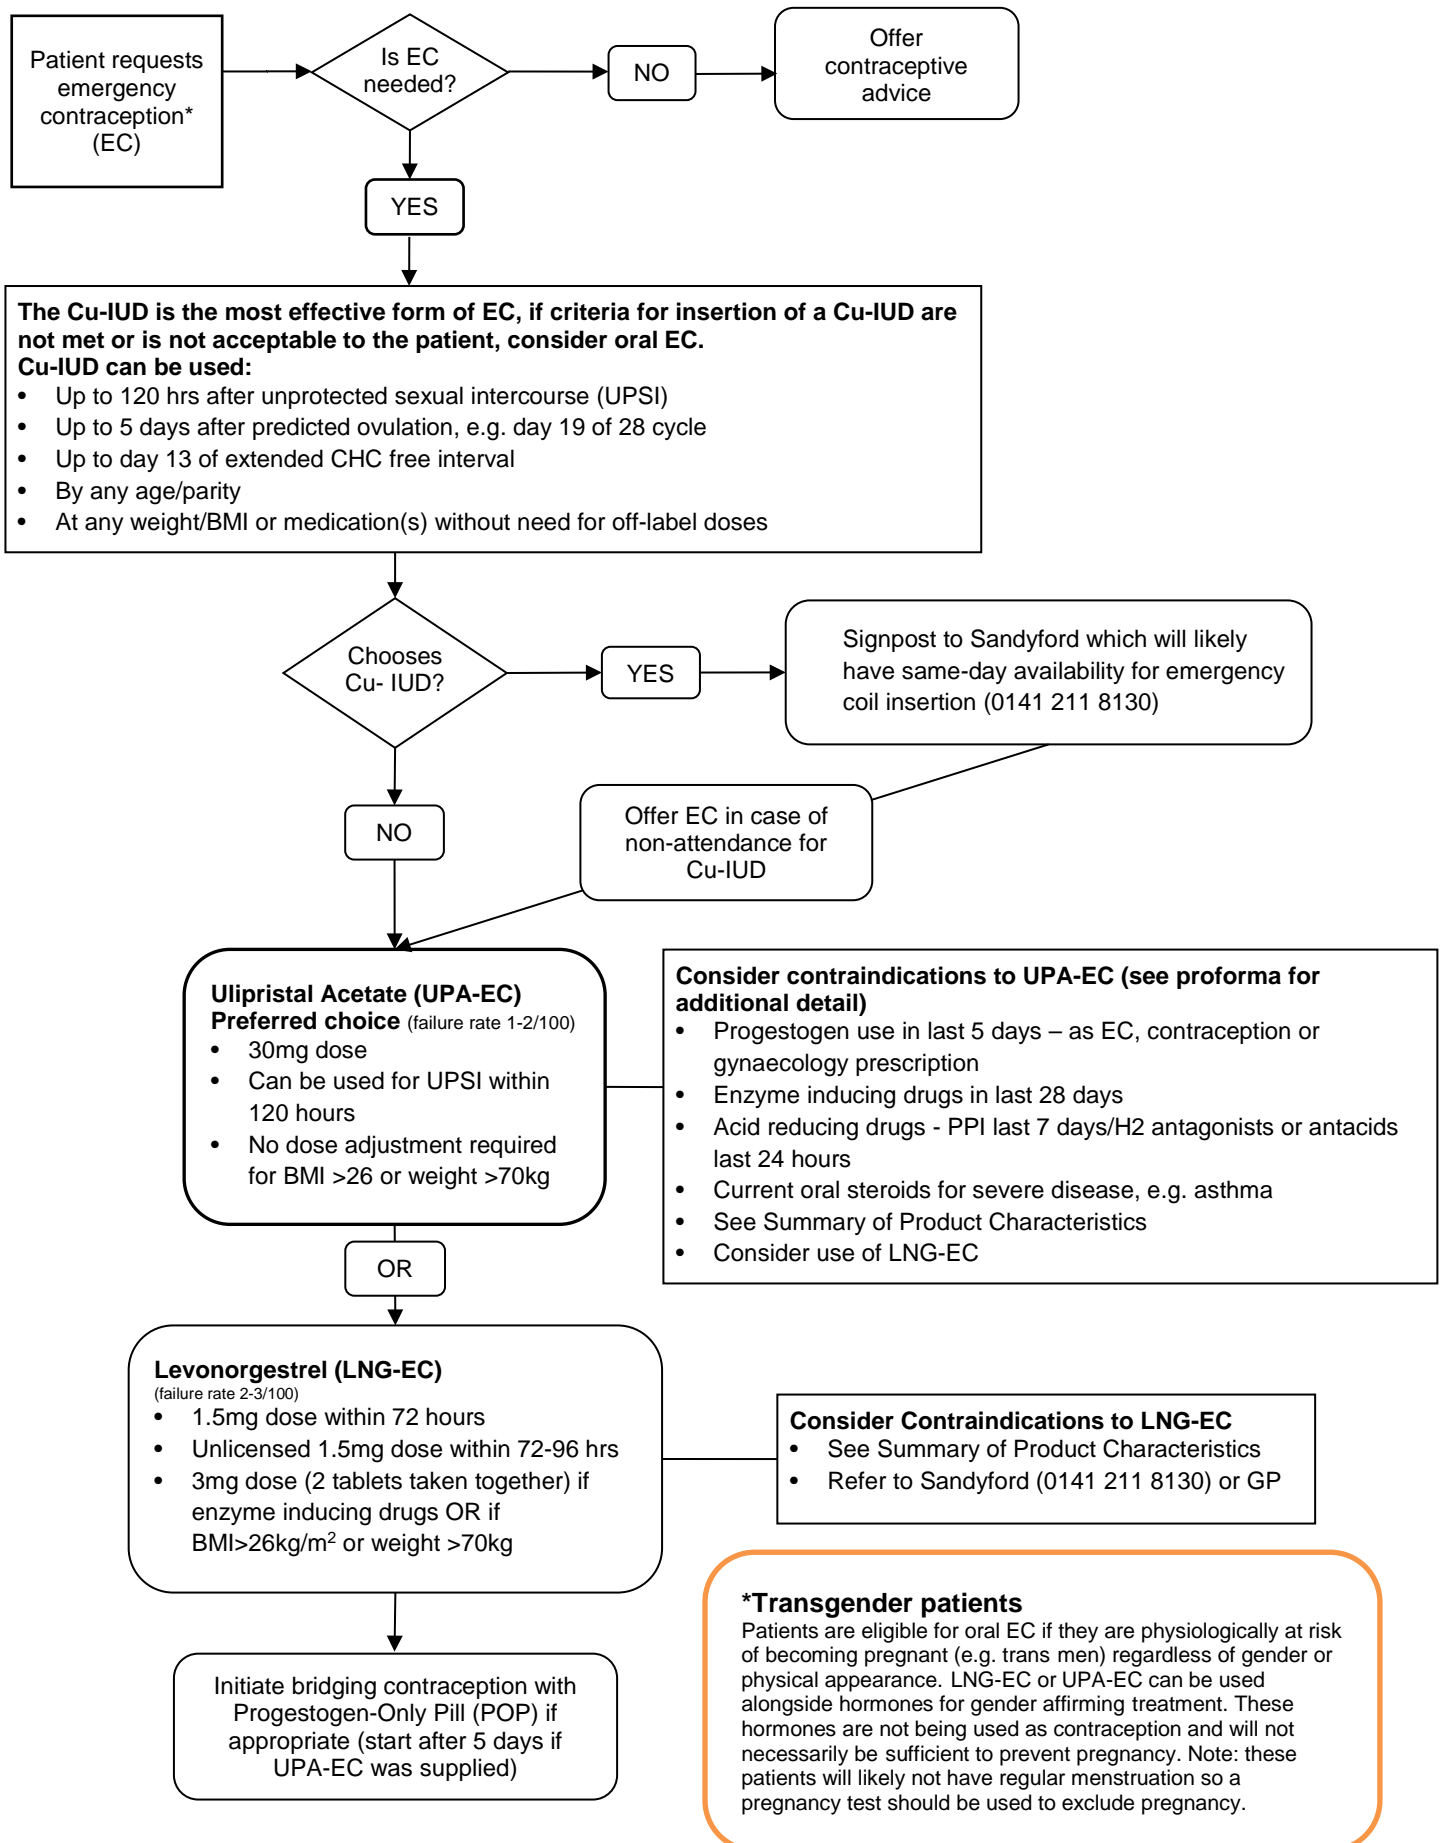 Patient requests
emergency
contraception*
(EC)
Is EC
needed?
NO
Offer
contraceptive
advice
YES
The Cu-IUD is the most effective form of EC, if criteria for insertion of a Cu-IUD are
not met or is not acceptable to the patient, consider oral EC.
Cu-IUD can be used:
• Up to 120 hrs after unprotected sexual intercourse (UPSI)
• Up to 5 days after predicted ovulation, e.g. day 19 of 28 cycle
• Up to day 13 of extended CHC free interval
• By any age/parity
• At any weight/BMI or medication(s) without need for off-label doses
Chooses
Cu- IUD?
YES
Signpost to Sandyford which will likely
have same-day availability for emergency
coil insertion (0141 211 8130)
NO
Offer EC in case of
non-attendance for
Cu-IUD
Ulipristal Acetate (UPA-EC)
Preferred choice (failure rate 1-2/100)
• 30mg dose
• Can be used for UPSI within
120 hours
• No dose adjustment required
for BMI >26 or weight >70kg
Consider contraindications to UPA-EC (see proforma for
additional detail)
• Progestogen use in last 5 days – as EC, contraception or
gynaecology prescription
• Enzyme inducing drugs in last 28 days
• Acid reducing drugs - PPI last 7 days/H2 antagonists or antacids
last 24 hours
• Current oral steroids for severe disease, e.g. asthma
• See Summary of Product Characteristics
• Consider use of LNG-EC
OR
Levonorgestrel (LNG-EC)
(failure rate 2-3/100)
• 1.5mg dose within 72 hours
• Unlicensed 1.5mg dose within 72-96 hrs
• 3mg dose (2 tablets taken together) if
enzyme inducing drugs OR if
BMI>26kg/m² or weight >70kg
Consider Contraindications to LNG-EC
• See Summary of Product Characteristics
• Refer to Sandyford (0141 211 8130) or GP
Initiate bridging contraception with
Progestogen-Only Pill (POP) if
appropriate (start after 5 days if
UPA-EC was supplied)
*Transgender patients
Patients are eligible for oral EC if they are physiologically at risk
of becoming pregnant (e.g. trans men) regardless of gender or
physical appearance. LNG-EC or UPA-EC can be used
alongside hormones for gender affirming treatment. These
hormones are not being used as contraception and will not
necessarily be sufficient to prevent pregnancy. Note: these
patients will likely not have regular menstruation so a
pregnancy test should be used to exclude pregnancy.